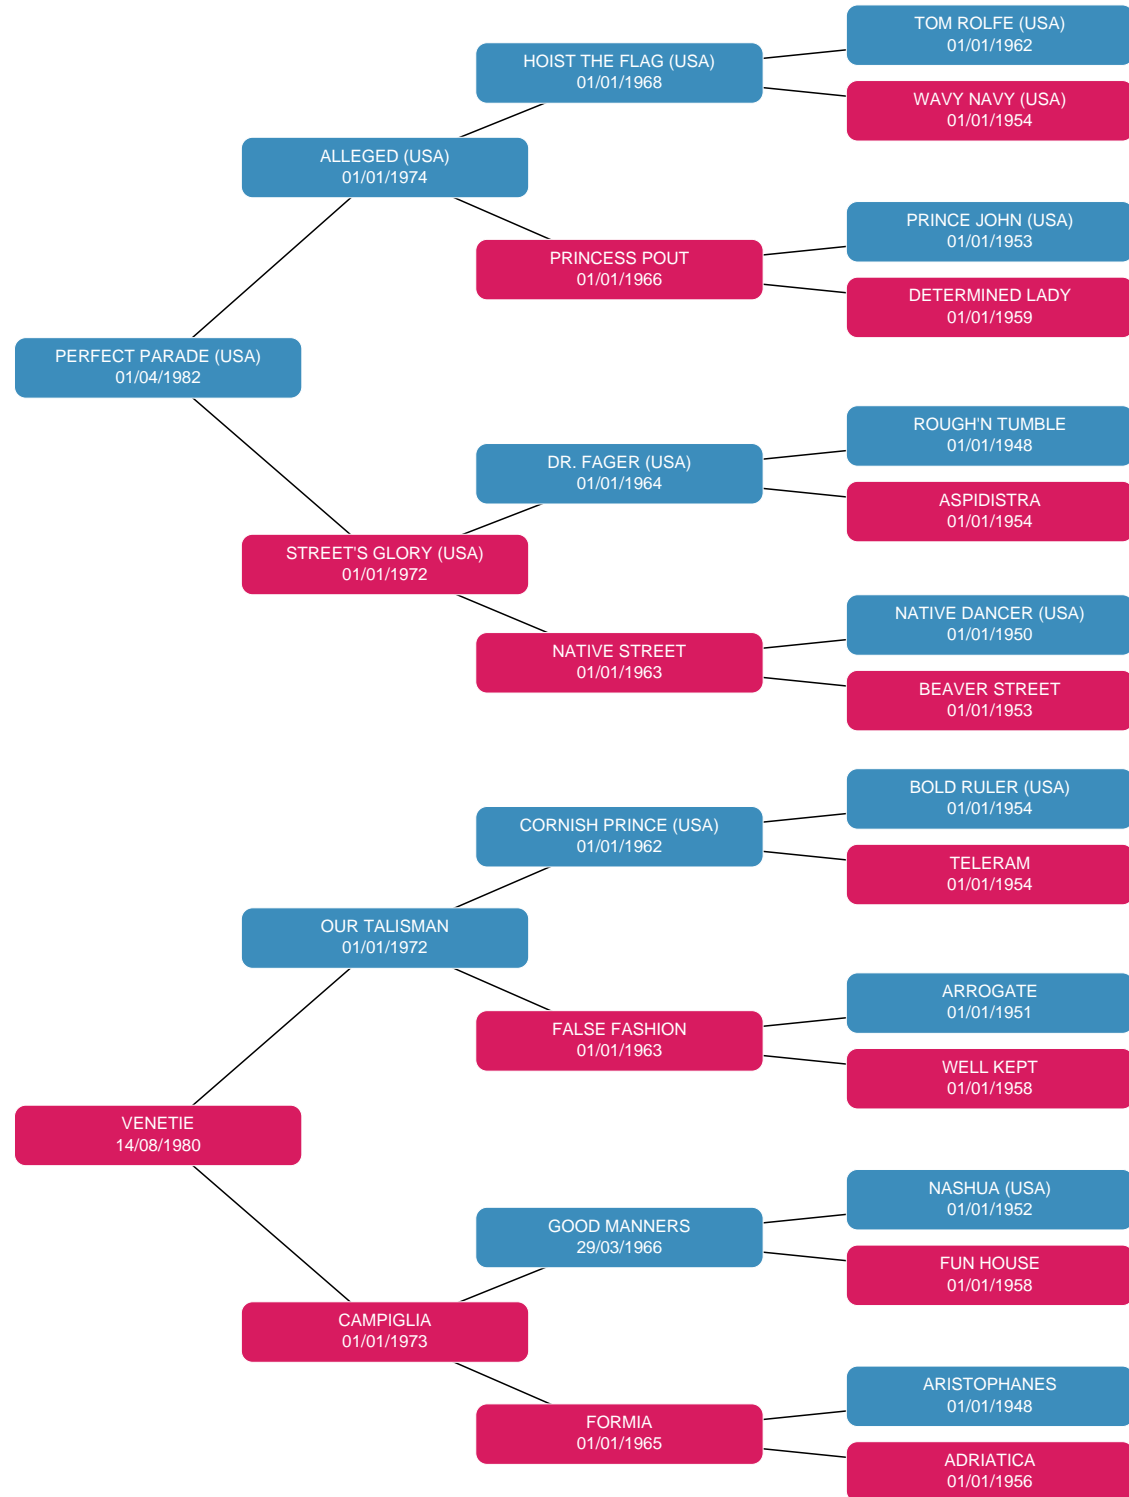 TOM ROLFE (USA)
01/01/1962
HOIST THE FLAG (USA)
01/01/1968
WAVY NAVY (USA)
01/01/1954
ALLEGED (USA)
01/01/1974
PRINCE JOHN (USA)
01/01/1953
PRINCESS POUT
01/01/1966
DETERMINED LADY
01/01/1959
PERFECT PARADE (USA)
01/04/1982
ROUGH'N TUMBLE
01/01/1948
DR. FAGER (USA)
01/01/1964
ASPIDISTRA
01/01/1954
STREET'S GLORY (USA)
01/01/1972
NATIVE DANCER (USA)
01/01/1950
NATIVE STREET
01/01/1963
BEAVER STREET
01/01/1953
BOLD RULER (USA)
01/01/1954
CORNISH PRINCE (USA)
01/01/1962
TELERAM
01/01/1954
OUR TALISMAN
01/01/1972
ARROGATE
01/01/1951
FALSE FASHION
01/01/1963
WELL KEPT
01/01/1958
VENETIE
14/08/1980
NASHUA (USA)
01/01/1952
GOOD MANNERS
29/03/1966
FUN HOUSE
01/01/1958
CAMPIGLIA
01/01/1973
ARISTOPHANES
01/01/1948
FORMIA
01/01/1965
ADRIATICA
01/01/1956